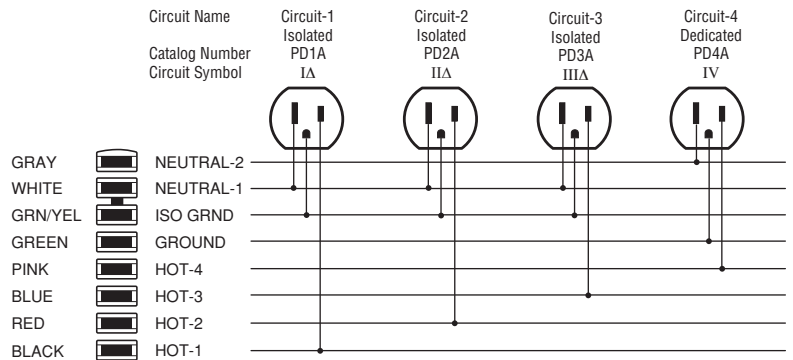 Circuit Name Circuit-1 Circuit-2 Circuit-3 Circuit-4
Isolated Isolated Isolated Dedicated
Catalog Number PD1A PD2A PD3A PD4A
Circuit Symbol IΔ IIΔ IIIΔ IV
GRAY NEUTRAL-2
WHITE NEUTRAL-1
GRN/YEL ISO GRND
GREEN GROUND
PINK HOT-4
BLUE HOT-3
RED HOT-2
BLACK HOT-1